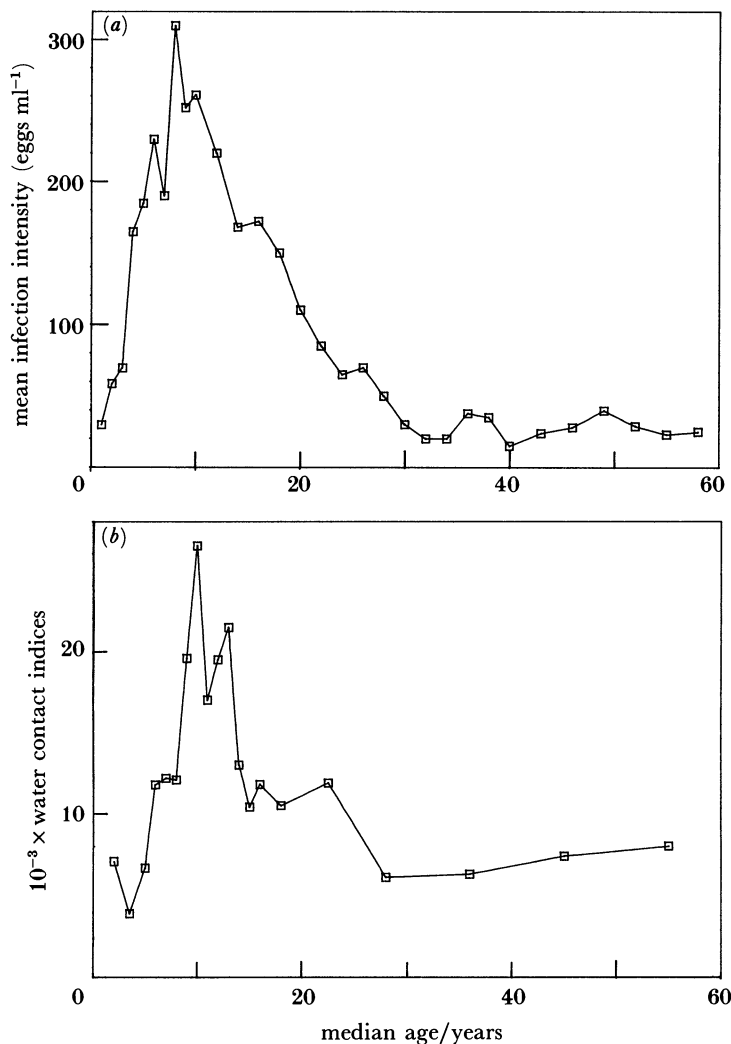 (a)
mean infection intensity (eggs ml⁻¹)
300
200
100
0
20
40
60
(b)
10⁻³ × water contact indices
20
10
0
20
40
60
median age/years